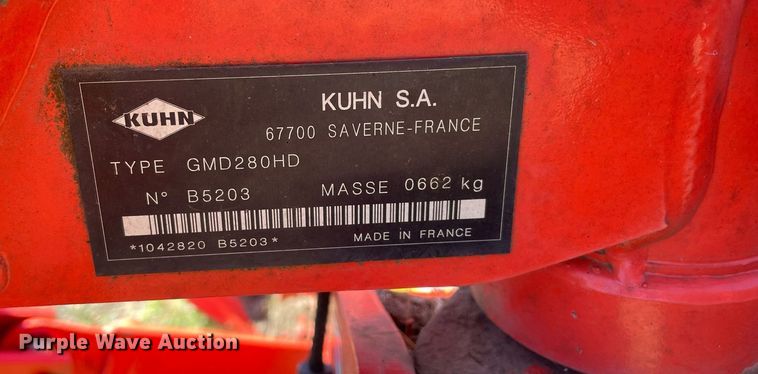 KUHN
KUHN S.A.
67700 SAVERNE-FRANCE
TYPE GMD280HD
N° B5203 MASSE 0662 kg
*1042820 B5203* MADE IN FRANCE
Purple Wave Auction